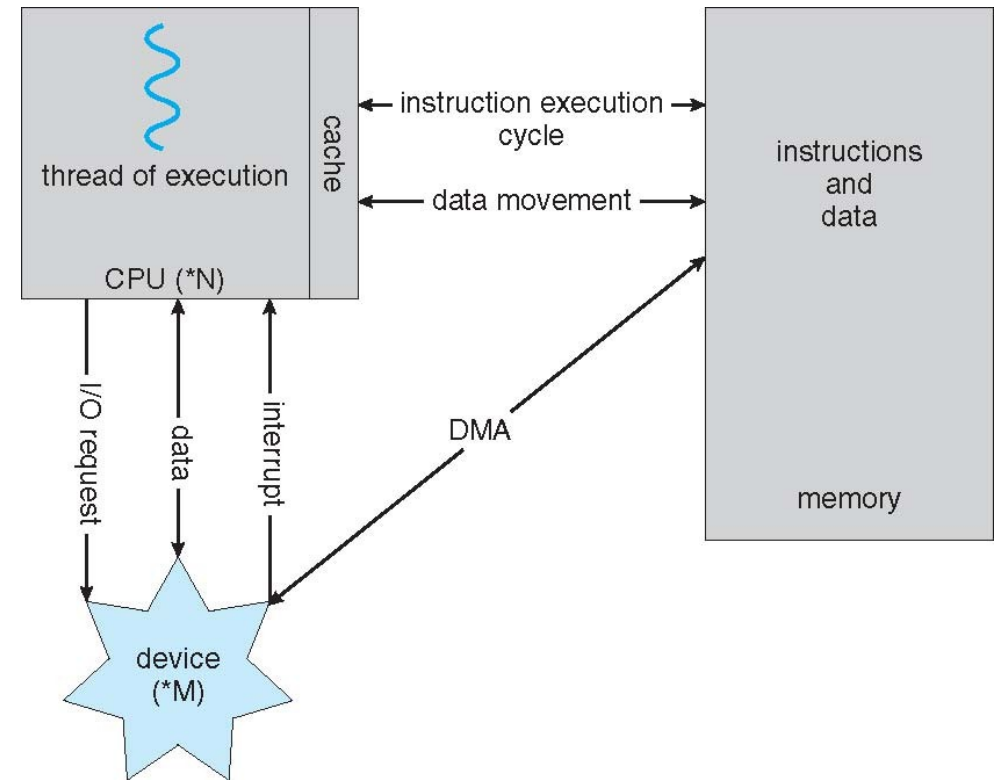 thread of execution
cache
CPU (*N)
instruction execution
cycle
data movement
instructions
and
data
memory
I/O request
data
interrupt
DMA
device
(*M)